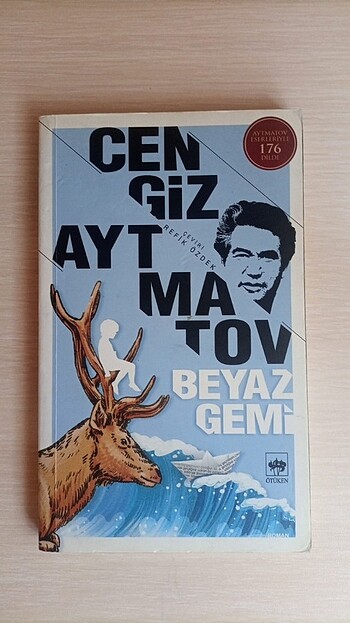 CEN
GİZ
AYT
MA
TOV
AYTMATOV
ESERLERİYLE
176
DİLDE
ÇEVİRİ
REFİK ÖZDEK
BEYAZ
GEMİ
ÖTÜKEN
ROMAN